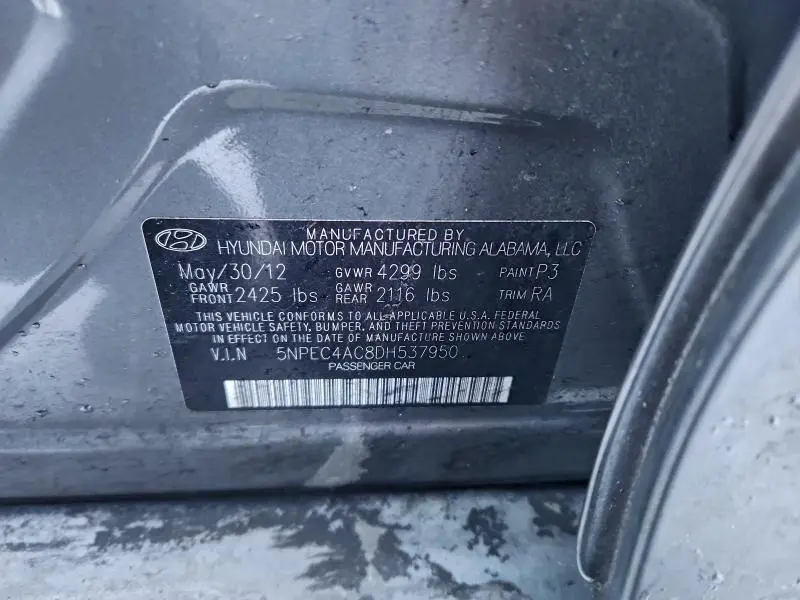 MANUFACTURED BY
HYUNDAI MOTOR MANUFACTURING ALABAMA, LLC
May/30/12 GVWR 4299 lbs PAINT P3
GAWR FRONT 2425 lbs GAWR REAR 2116 lbs TRIM RA
THIS VEHICLE CONFORMS TO ALL APPLICABLE U.S.A. FEDERAL
MOTOR VEHICLE SAFETY, BUMPER, AND THEFT PREVENTION STANDARDS
IN EFFECT ON THE DATE OF MANUFACTURE SHOWN ABOVE.
V.I.N 5NPEC4AC8DH537950
PASSENGER CAR